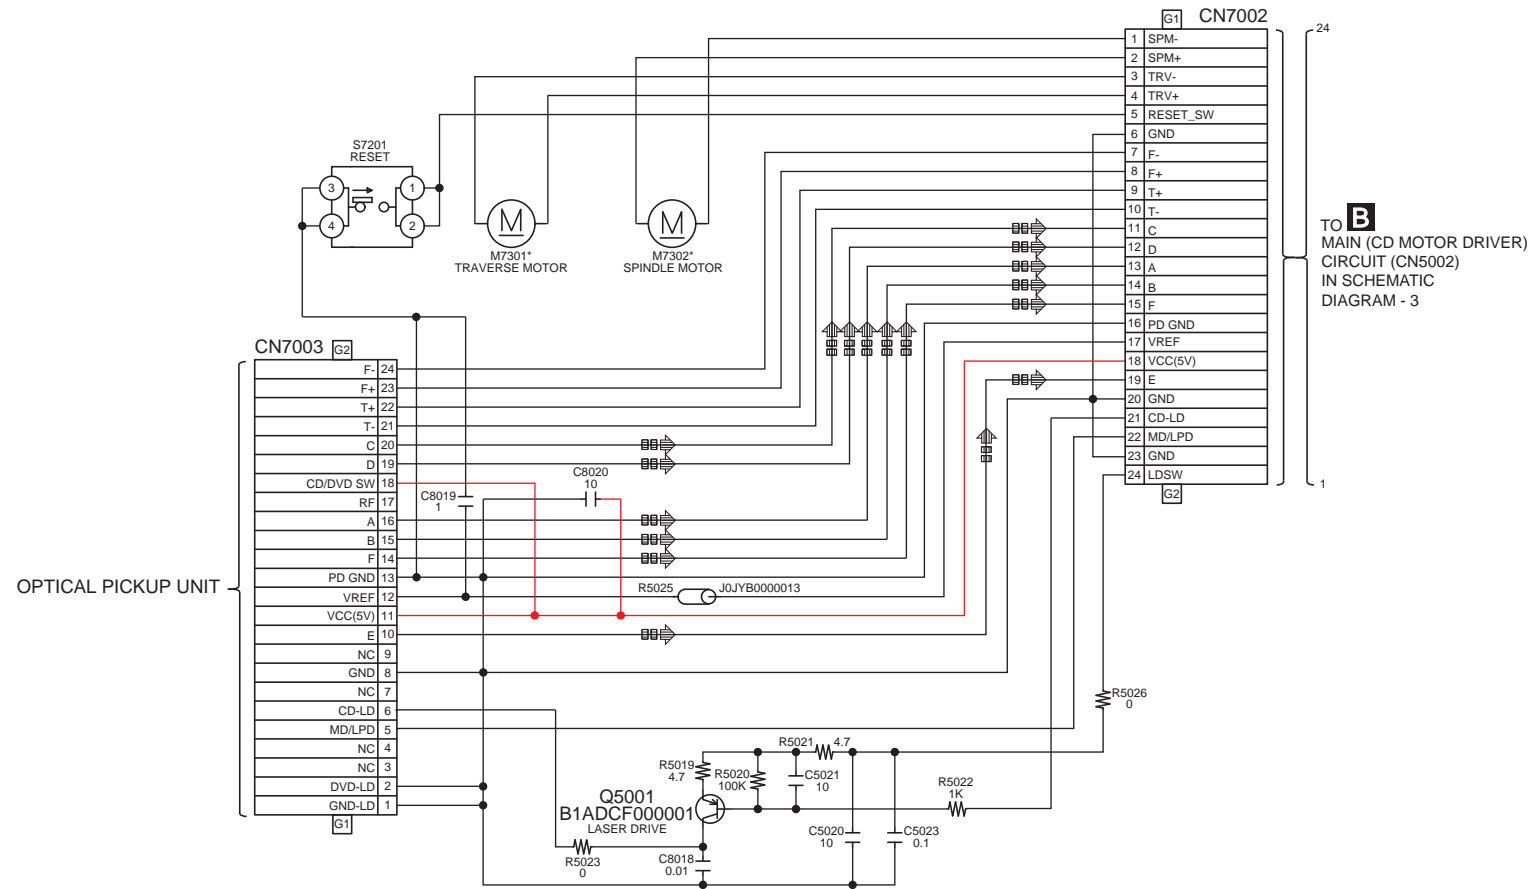 G1 CN7002
1 SPM-
2 SPM+
3 TRV-
4 TRV+
5 RESET_SW
6 GND
7 F-
8 F+
9 T+
10 T-
11 C
12 D
13 A
14 B
15 F
16 PD GND
17 VREF
18 VCC(5V)
19 E
20 GND
21 CD-LD
22 MD/LPD
23 GND
24 LDSW
G2
24
1
TO B
MAIN (CD MOTOR DRIVER)
CIRCUIT (CN5002)
IN SCHEMATIC
DIAGRAM - 3
S7201
RESET
3 1
4 2
M
M7301*
TRAVERSE MOTOR
M
M7302*
SPINDLE MOTOR
CN7003 G2
F- 24
F+ 23
T+ 22
T- 21
C 20
D 19
CD/DVD SW 18
RF 17
A 16
B 15
F 14
PD GND 13
VREF 12
VCC(5V) 11
E 10
NC 9
GND 8
NC 7
CD-LD 6
MD/LPD 5
NC 4
NC 3
DVD-LD 2
GND-LD 1
G1
OPTICAL PICKUP UNIT
C8019
1
C8020
10
R5025 J0JYB0000013
R5026
0
R5021 4.7
R5019
4.7
R5020
100K
C5021
10
R5022
1K
Q5001
B1ADCF000001
LASER DRIVE
C5020
10
C5023
0.1
R5023
0
C8018
0.01